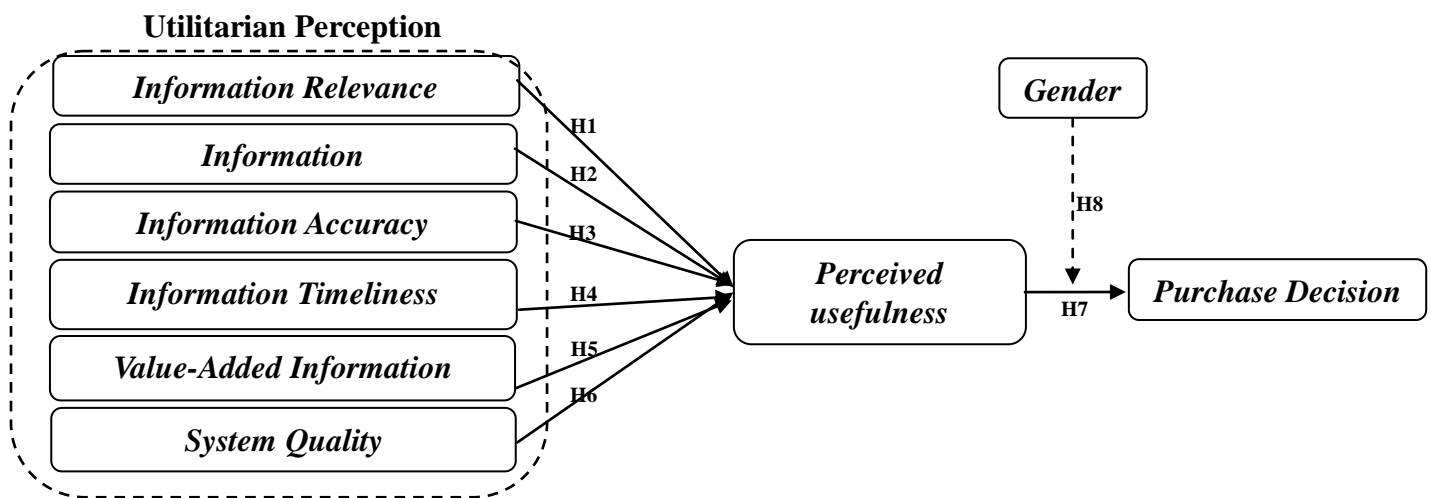 Utilitarian Perception
Information Relevance
Information
Information Accuracy
Information Timeliness
Value-Added Information
System Quality
H1
H2
H3
H4
H5
H6
Perceived
usefulness
Gender
H8
H7
Purchase Decision